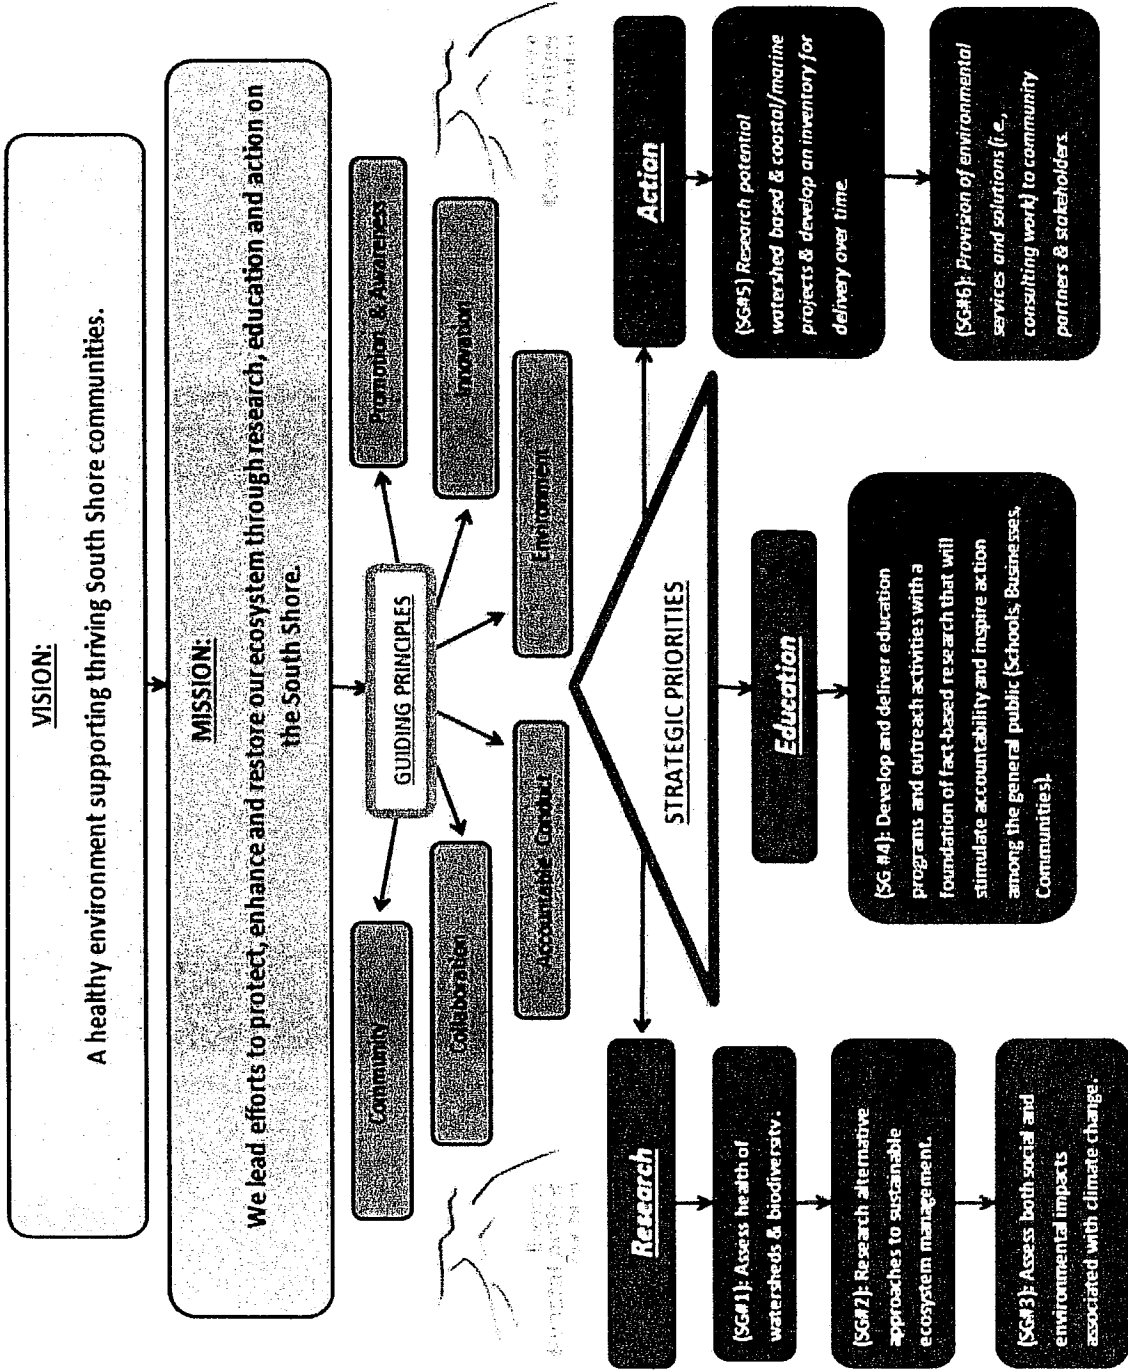 VISION:
A healthy environment supporting thriving South Shore communities.
MISSION:
We lead efforts to protect, enhance and restore our ecosystem through research, education and action on
the South Shore.
GUIDING PRINCIPLES
Community
Promotion & Awareness
Collaboration
Innovation
Accountable Conduct
Environment
STRATEGIC PRIORITIES
Research
(SG#1): Assess health of
watersheds & biodiversity.
(SG#2): Research alternative
approaches to sustainable
ecosystem management.
(SG#3): Assess both social and
environmental impacts
associated with climate change.
Education
(SG #4): Develop and deliver education
programs and outreach activities with a
foundation of fact-based research that will
stimulate accountability and inspire action
among the general public (Schools, Businesses,
Communities).
Action
(SG#5) Research potential
watershed based & coastal/marine
projects & develop an inventory for
delivery over time.
(SG#6): Provision of environmental
services and solutions (i.e.,
consulting work) to community
partners & stakeholders.